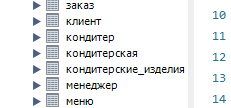 заказ
клиент 10
кондитер 11
кондитерская 12
кондитерские_изделия
менеджер 13
меню 14